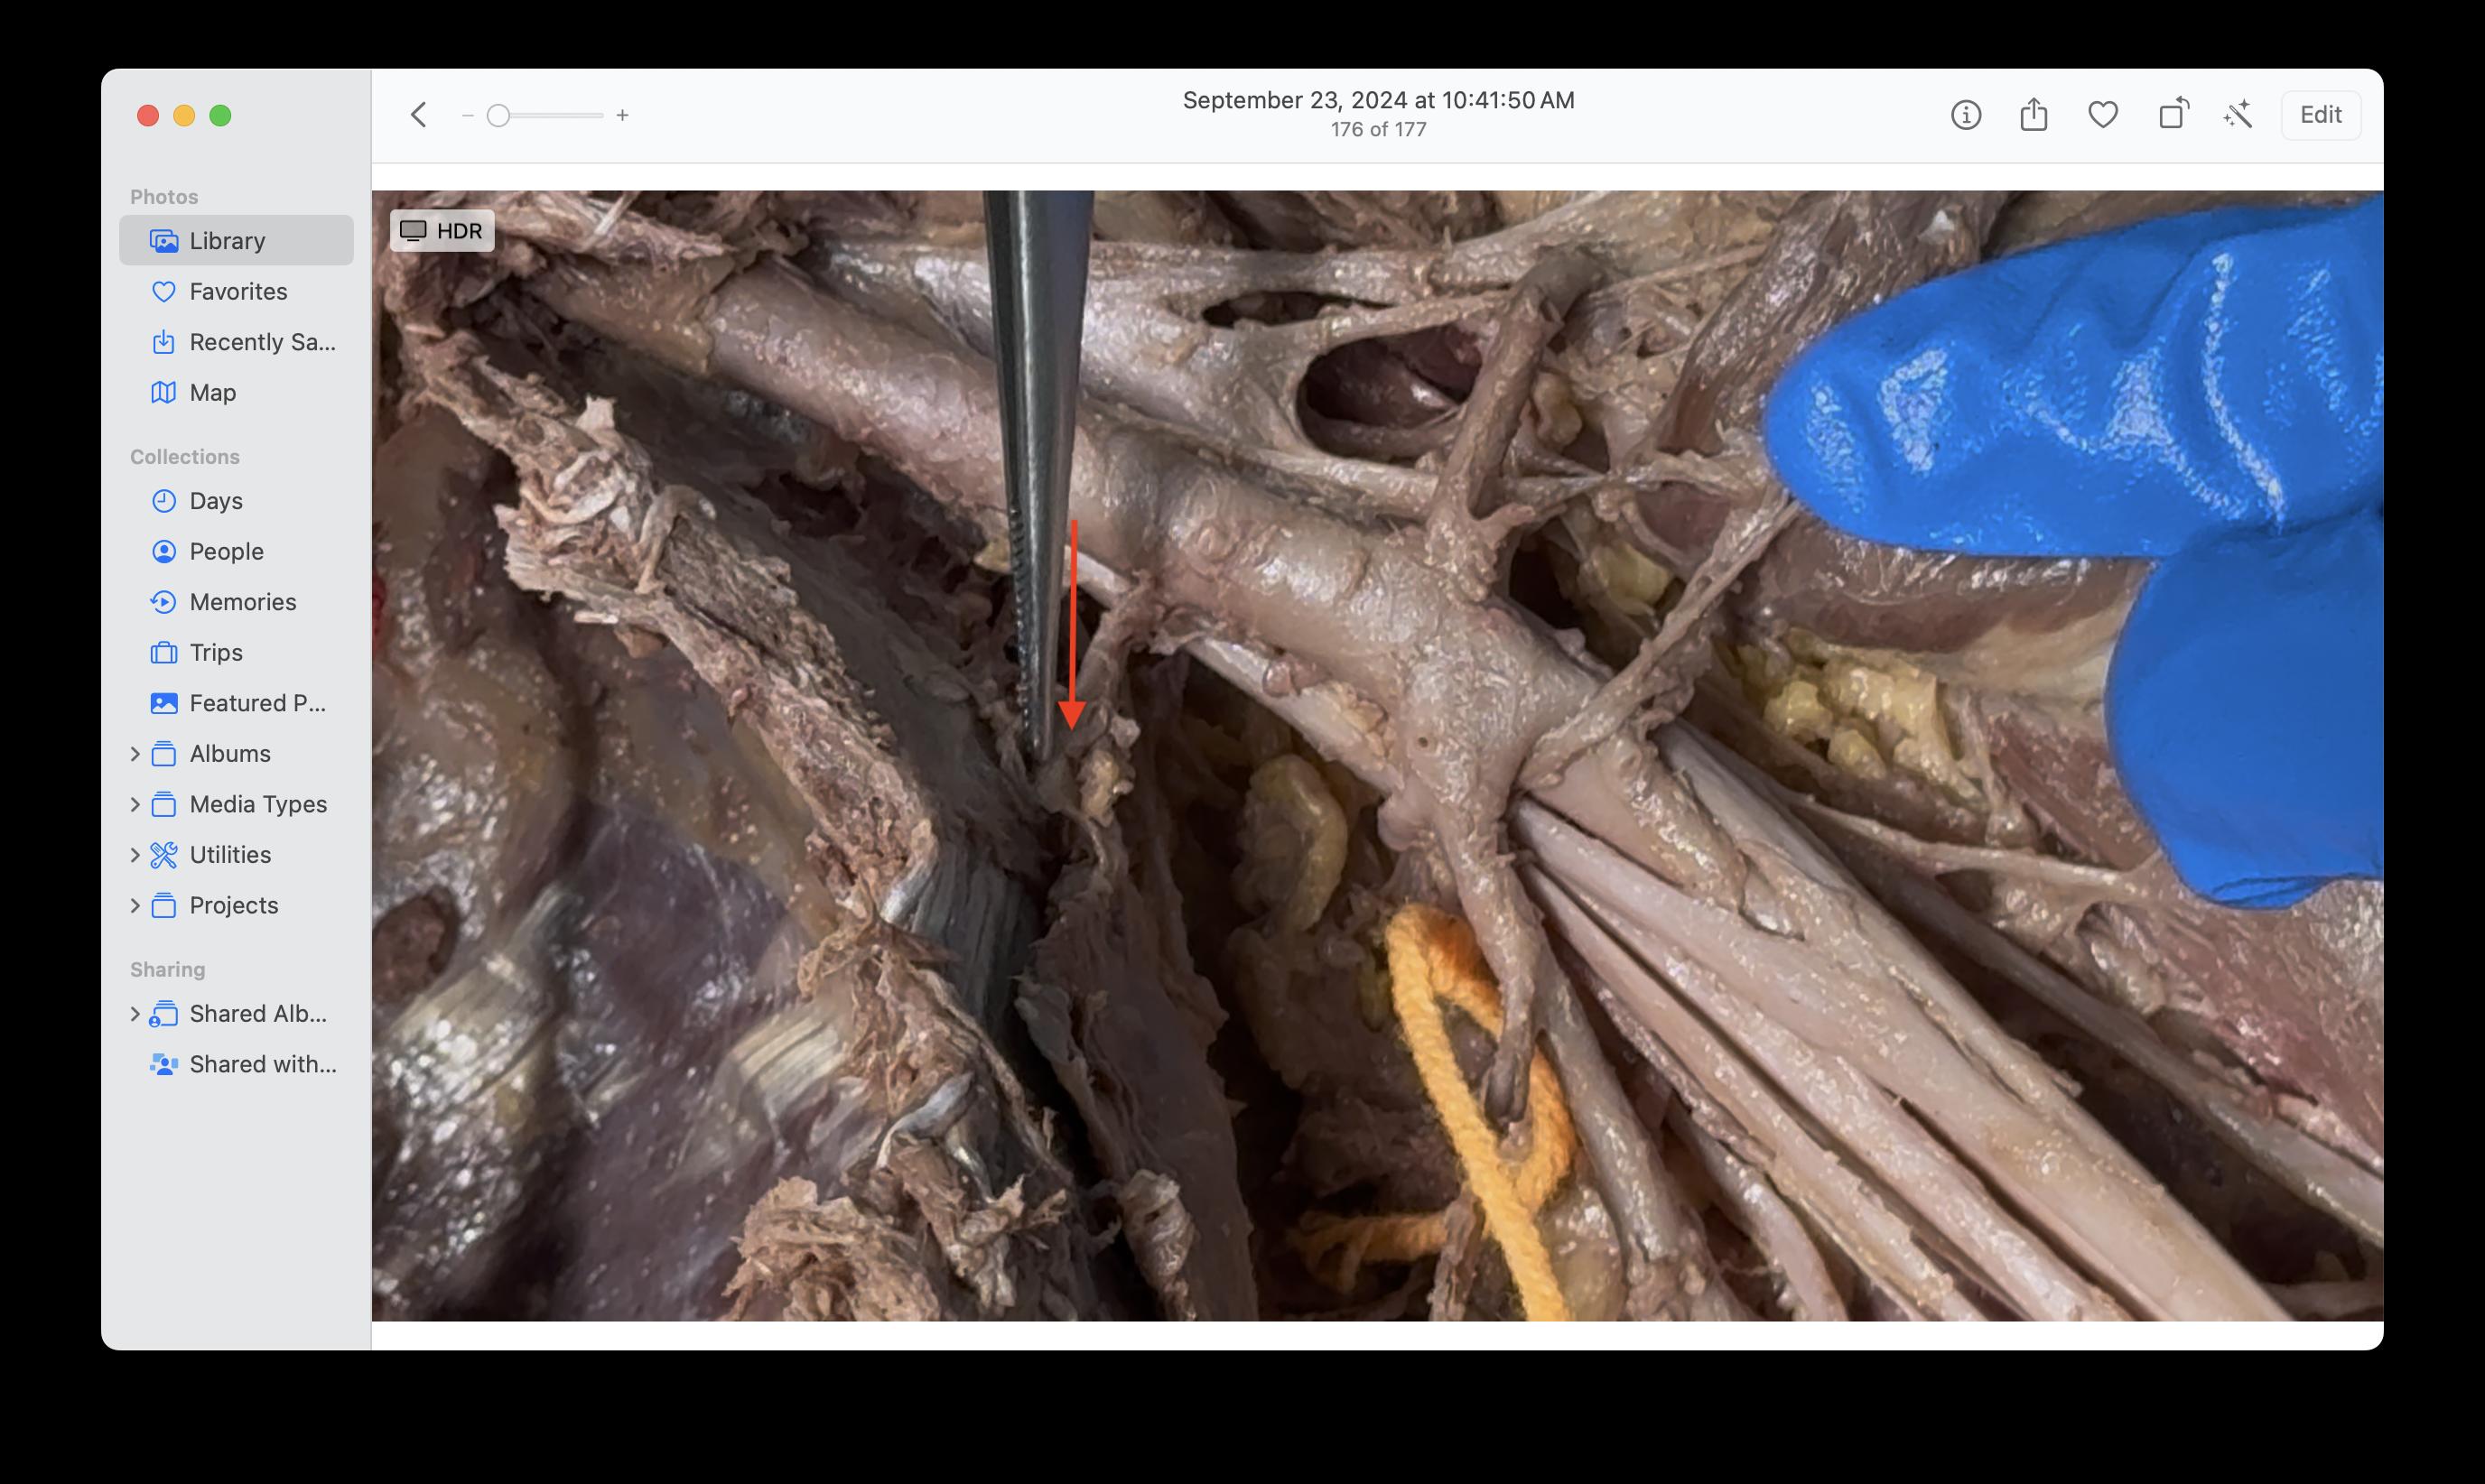 September 23, 2024 at 10:41:50 AM
176 of 177
Edit
Photos
Library
Favorites
Recently Sa...
Map
Collections
Days
People
Memories
Trips
Featured P...
Albums
Media Types
Utilities
Projects
Sharing
Shared Alb...
Shared with...
HDR